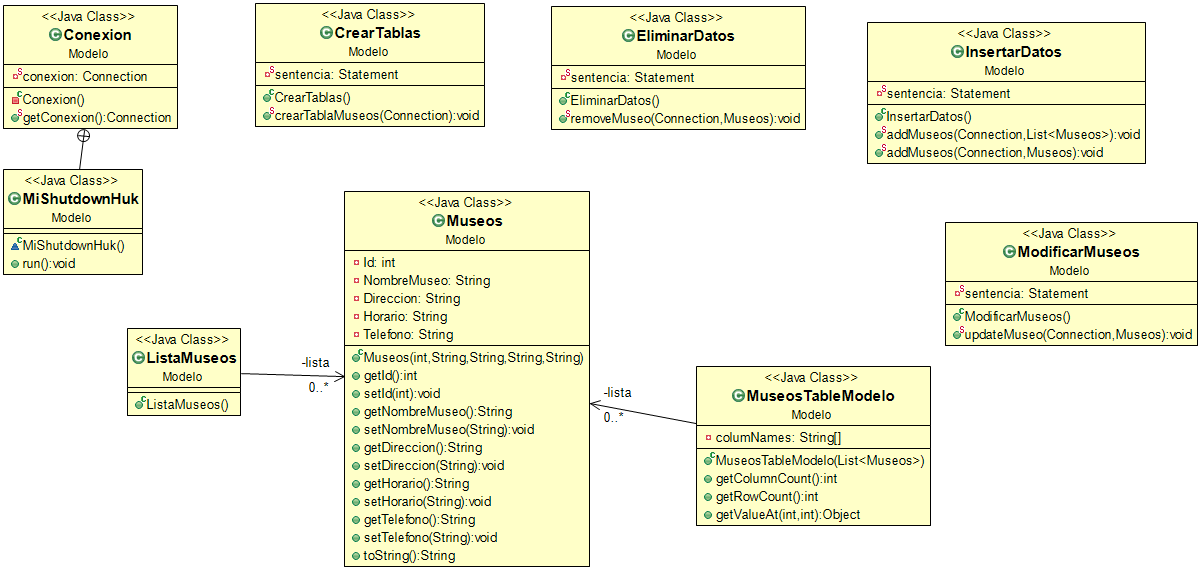 <<Java Class>>
Conexion
Modelo
conexion: Connection
Conexion()
getConexion():Connection
<<Java Class>>
CrearTablas
Modelo
sentencia: Statement
CrearTablas()
crearTablaMuseos(Connection):void
<<Java Class>>
EliminarDatos
Modelo
sentencia: Statement
EliminarDatos()
removeMuseo(Connection,Museos):void
<<Java Class>>
InsertarDatos
Modelo
sentencia: Statement
InsertarDatos()
addMuseos(Connection,List<Museos>):void
addMuseos(Connection,Museos):void
<<Java Class>>
MiShutdownHuk
Modelo
MiShutdownHuk()
run():void
<<Java Class>>
Museos
Modelo
Id: int
NombreMuseo: String
Direccion: String
Horario: String
Telefono: String
Museos(int,String,String,String,String)
getId():int
setId(int):void
getNombreMuseo():String
setNombreMuseo(String):void
getDireccion():String
setDireccion(String):void
getHorario():String
setHorario(String):void
getTelefono():String
setTelefono(String):void
toString():String
<<Java Class>>
ModificarMuseos
Modelo
sentencia: Statement
ModificarMuseos()
updateMuseo(Connection,Museos):void
<<Java Class>>
ListaMuseos
Modelo
ListaMuseos()
-lista
0..*
-lista
0..*
<<Java Class>>
MuseosTableModelo
Modelo
columNames: String[]
MuseosTableModelo(List<Museos>)
getColumnCount():int
getRowCount():int
getValueAt(int,int):Object